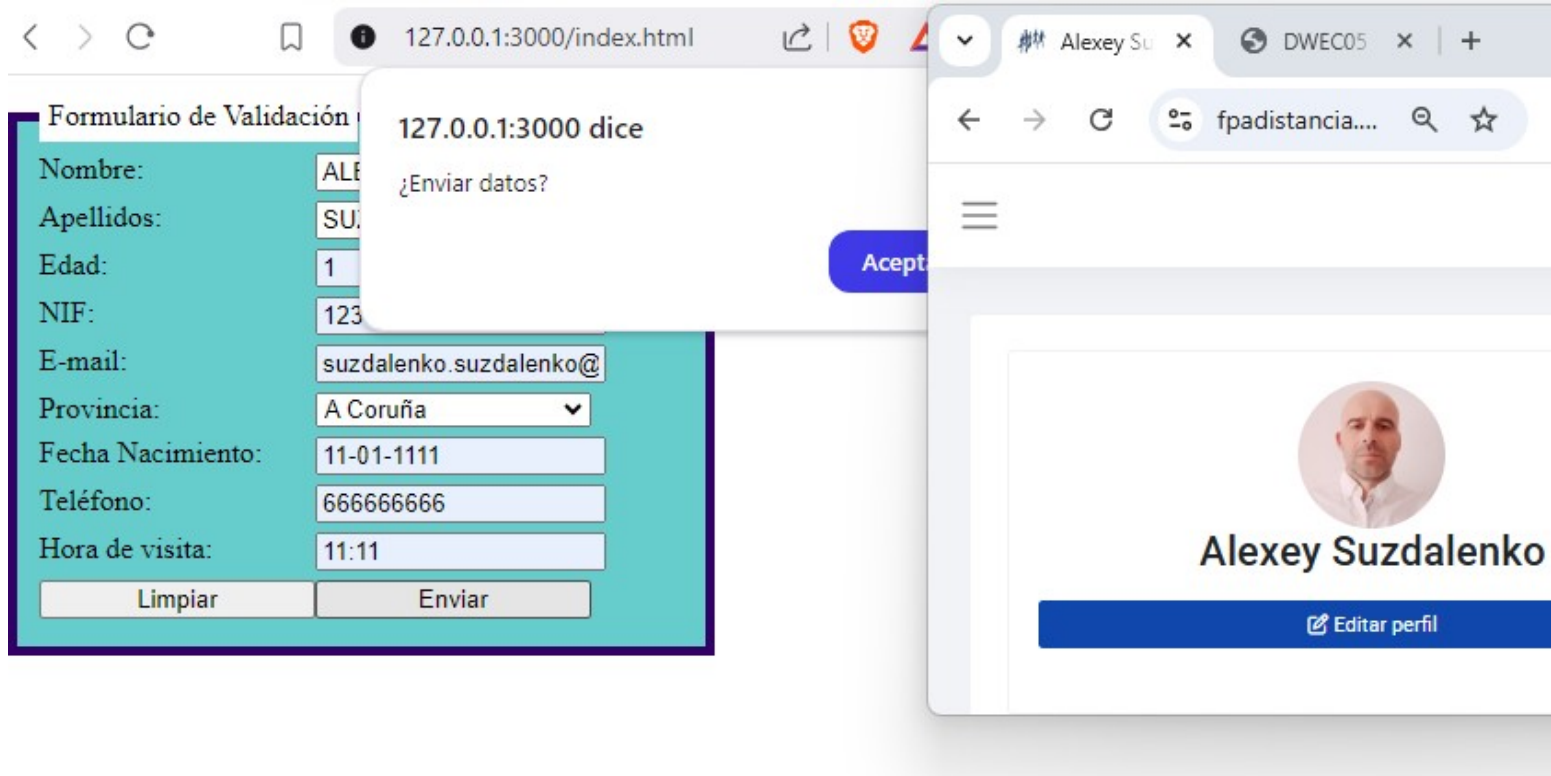 127.0.0.1:3000/index.html
Formulario de Validación
127.0.0.1:3000 dice
¿Enviar datos?
Nombre:
Apellidos:
Edad: 1
NIF: 123
E-mail: suzdalenko.suzdalenko@
Provincia: A Coruña
Fecha Nacimiento: 11-01-1111
Teléfono: 666666666
Hora de visita: 11:11
Limpiar Enviar
Alexey DWEC05
fpadistancia....
Alexey Suzdalenko
Editar perfil